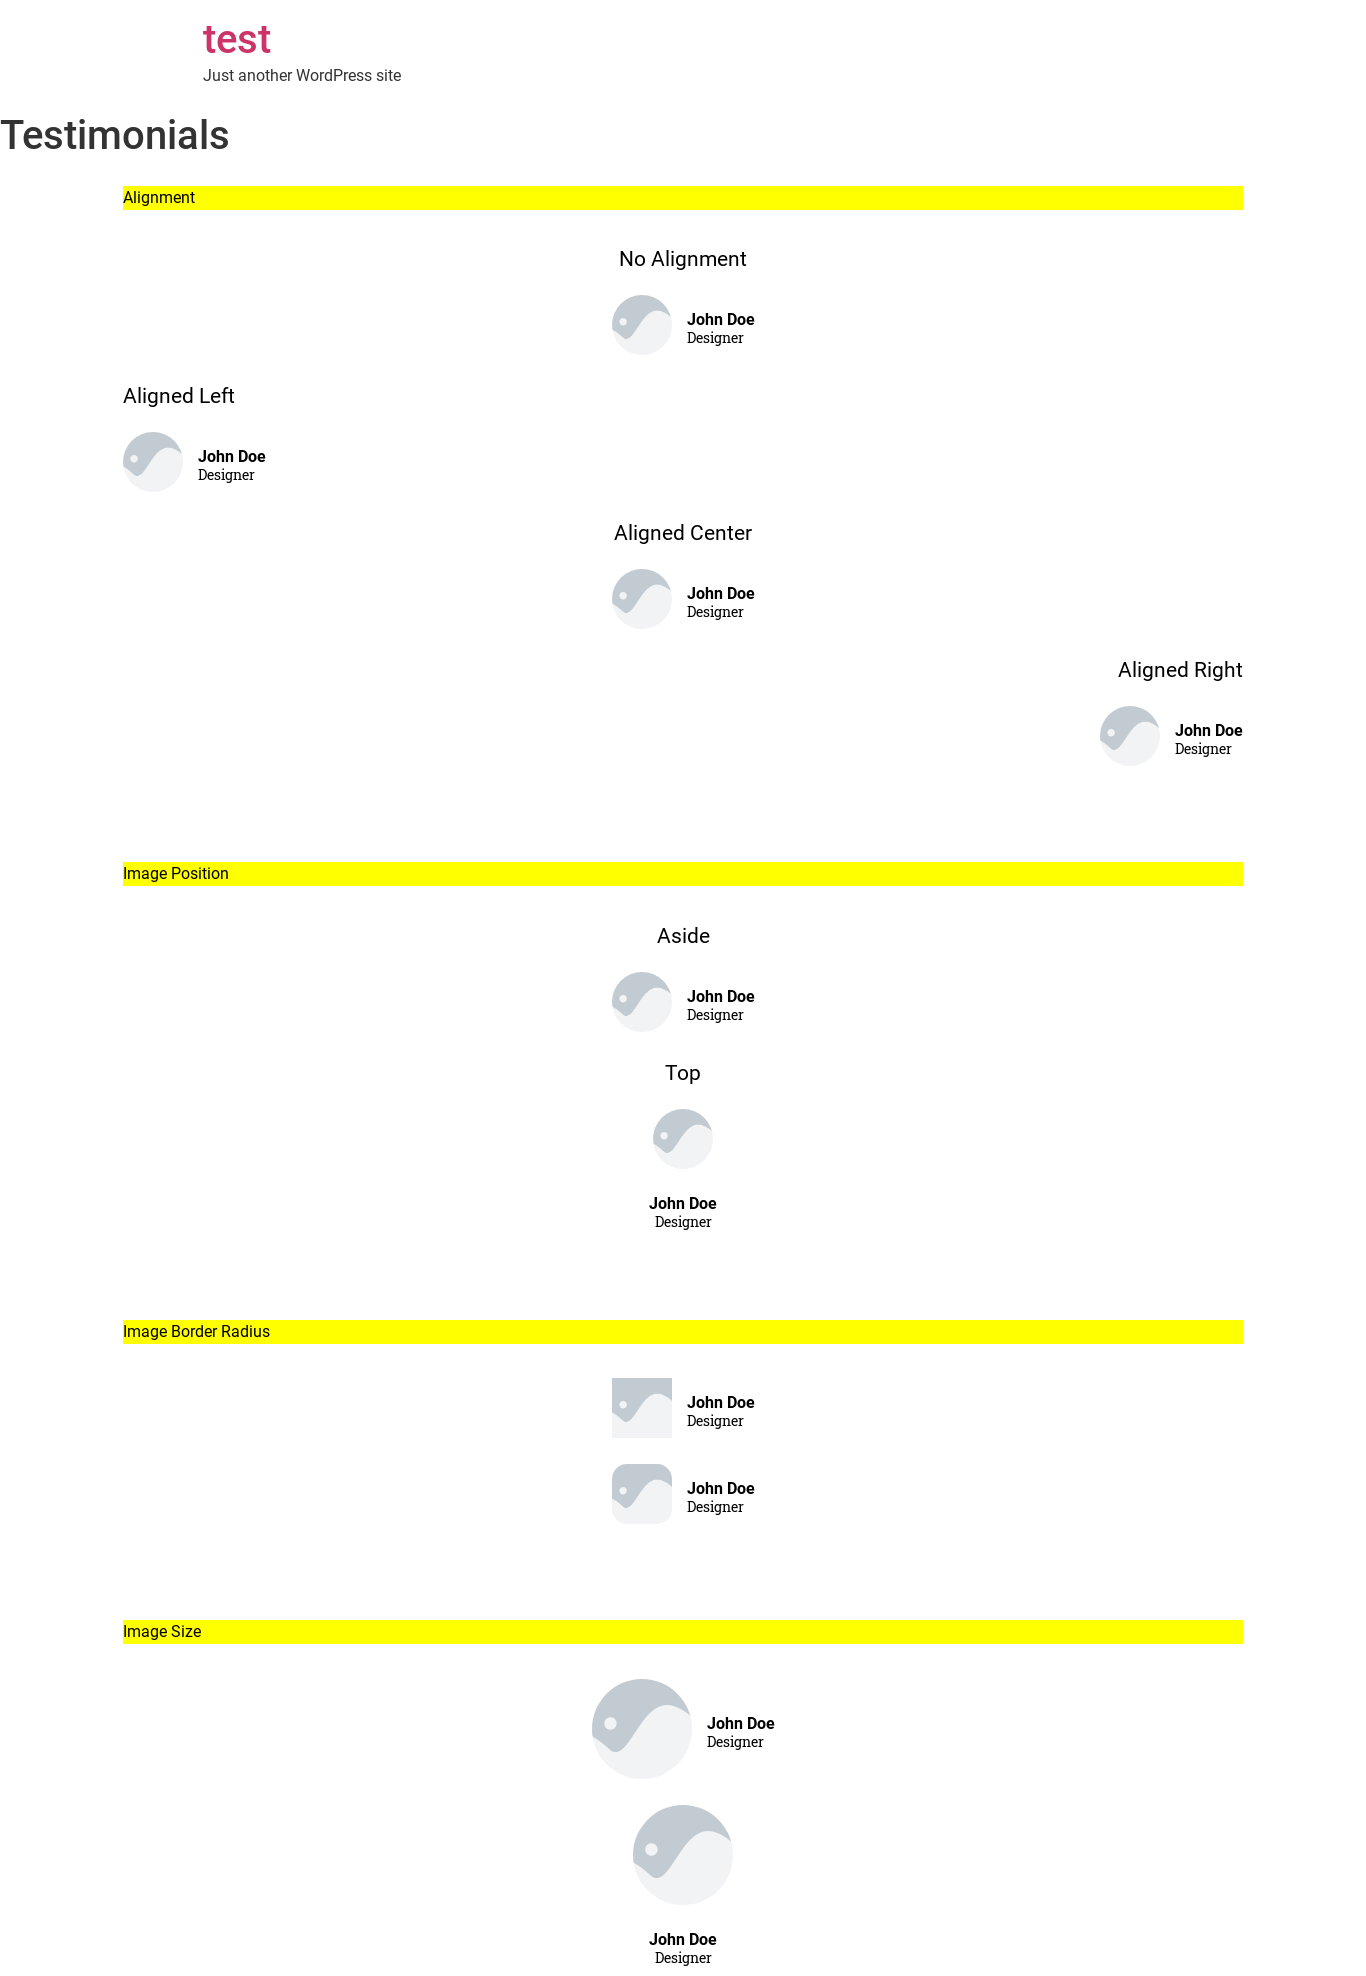 test
Just another WordPress site
Testimonials
Alignment
No Alignment
John Doe
Designer
Aligned Left
John Doe
Designer
Aligned Center
John Doe
Designer
Aligned Right
John Doe
Designer
Image Position
Aside
John Doe
Designer
Top
John Doe
Designer
Image Border Radius
John Doe
Designer
John Doe
Designer
Image Size
John Doe
Designer
John Doe
Designer